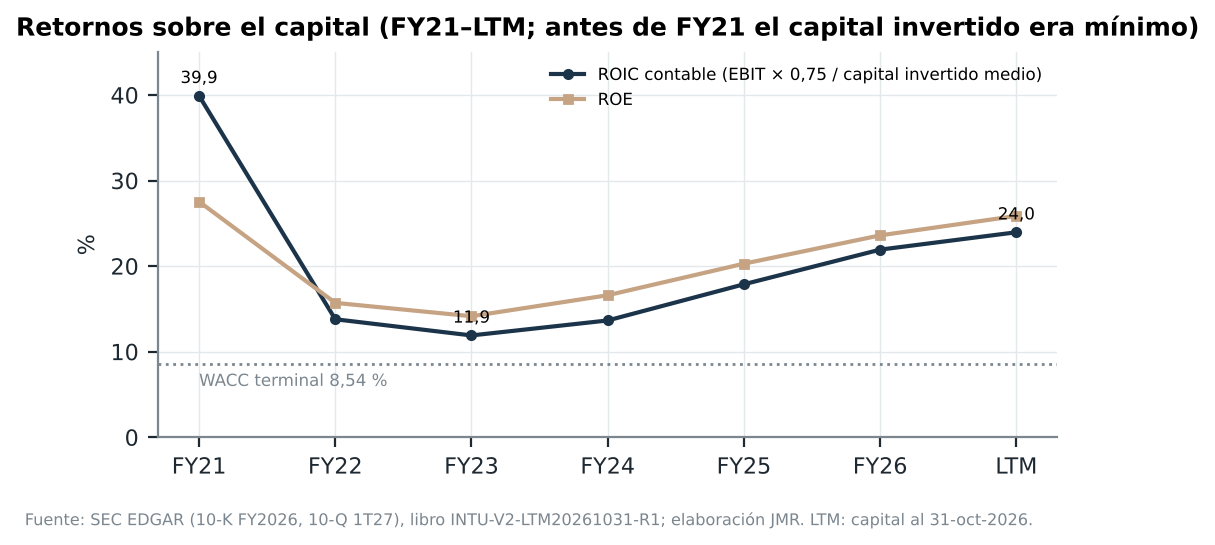 Retornos sobre el capital (FY21–LTM; antes de FY21 el capital invertido era mínimo)
39,9
ROIC contable (EBIT × 0,75 / capital invertido medio)
ROE
40
30
24,0
%
20
11,9
10
WACC terminal 8,54 %
0
FY21 FY22 FY23 FY24 FY25 FY26 LTM
Fuente: SEC EDGAR (10-K FY2026, 10-Q 1T27), libro INTU-V2-LTM20261031-R1; elaboración JMR. LTM: capital al 31-oct-2026.